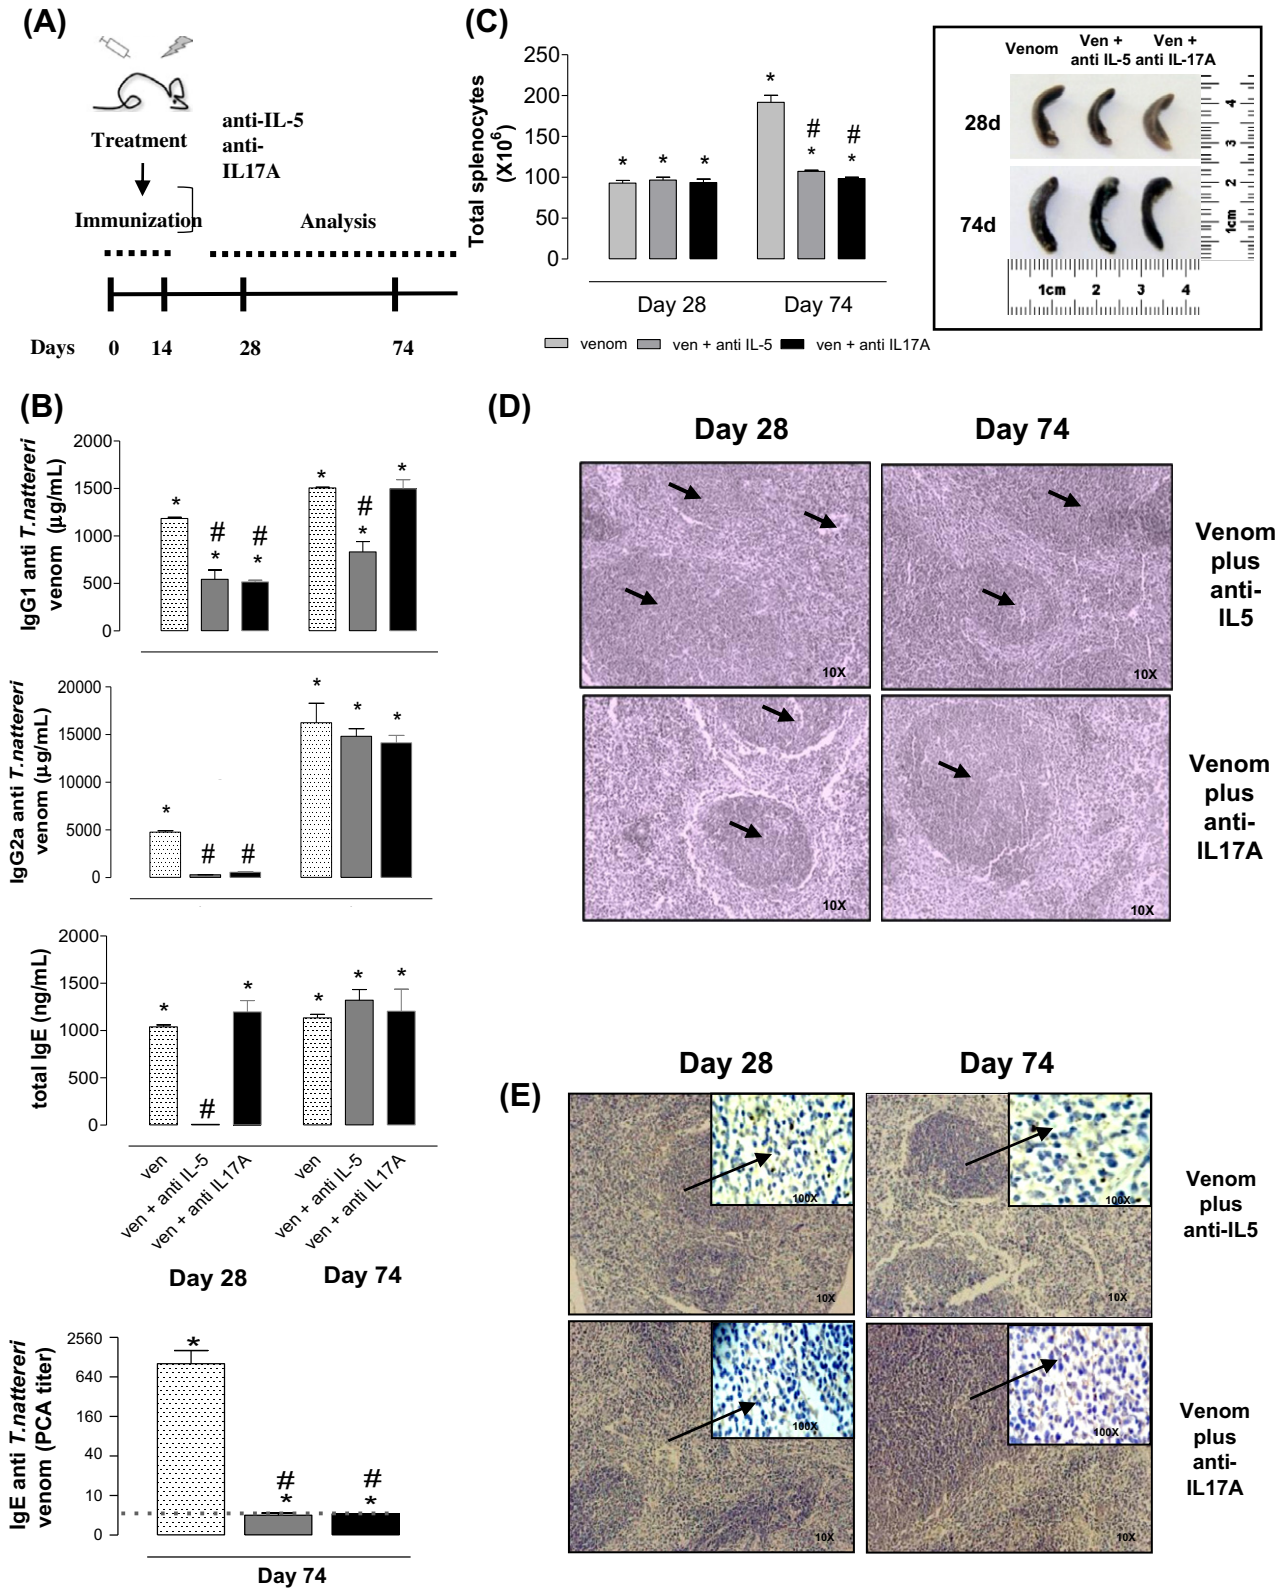 (A)
Treatment
anti-IL-5
anti-
IL17A
Immunization
Analysis
Days 0 14 28 74
(B)
IgG1 anti T.nattereri
venom (µg/mL)
2000
1500
1000
500
0
* # * # * * # * *
IgG2a anti T.nattereri
venom (µg/mL)
20000
15000
10000
5000
0
* # # * * *
total IgE (ng/mL)
2000
1500
1000
500
0
* # * * * *
ven
ven + anti IL-5
ven + anti IL17A
ven
ven + anti IL-5
ven + anti IL17A
Day 28 Day 74
IgE anti T.nattereri
venom (PCA titer)
2560
640
160
40
10
0
* # * # *
Day 74
(C)
Total splenocytes
(X10⁶)
250
200
150
100
50
0
* * * * # * # *
Day 28 Day 74
venom ven + anti IL-5 ven + anti IL17A
Venom
Ven +
anti IL-5
Ven +
anti IL-17A
28d
74d
4
3
2
1cm
1cm 2 3 4
(D)
Day 28 Day 74
10X 10X
Venom
plus
anti-
IL5
10X 10X
Venom
plus
anti-
IL17A
(E)
Day 28 Day 74
100X 100X
10X 10X
Venom
plus
anti-IL5
100X 100X
10X 10X
Venom
plus
anti-
IL17A